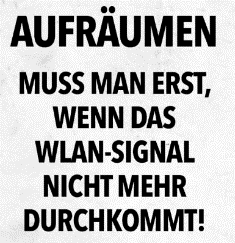 AUFRÄUMEN
MUSS MAN ERST,
WENN DAS
WLAN-SIGNAL
NICHT MEHR
DURCHKOMMT!